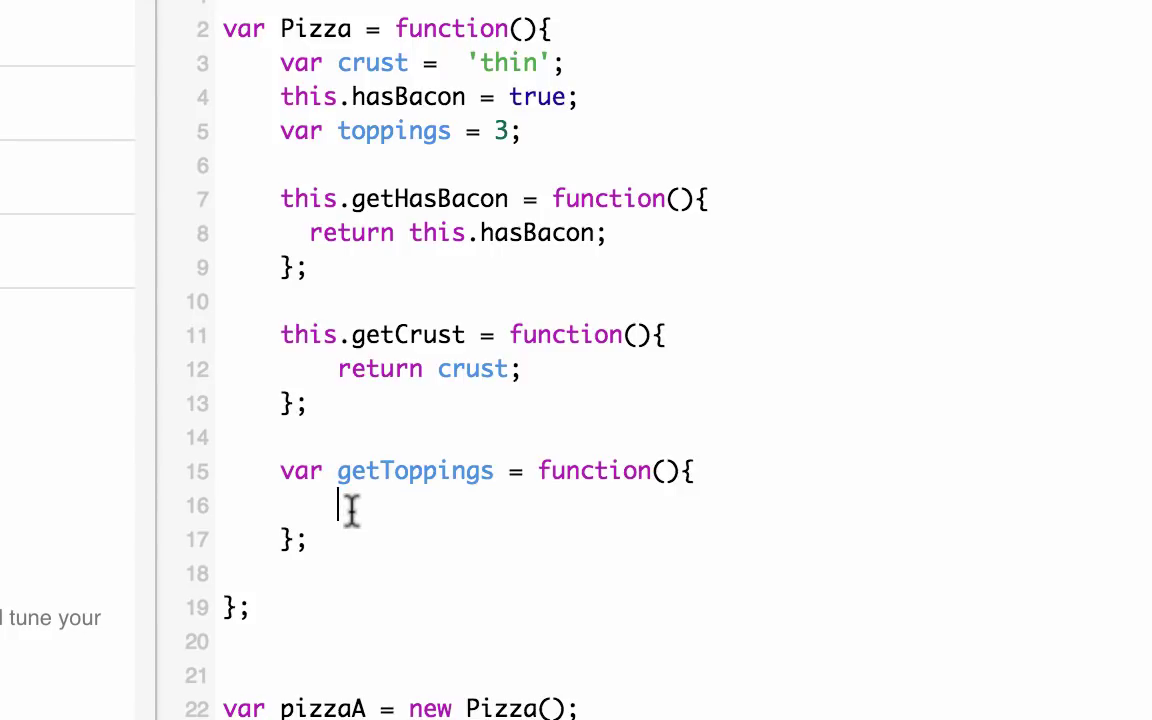 2 var Pizza = function(){
3 var crust =  'thin';
4 this.hasBacon = true;
5 var toppings = 3;
6
7 this.getHasBacon = function(){
8 return this.hasBacon;
9 };
10
11 this.getCrust = function(){
12 return crust;
13 };
14
15 var getToppings = function(){
16
17 };
18
19 };
l tune your
20
21
22 var pizzaA = new Pizza();